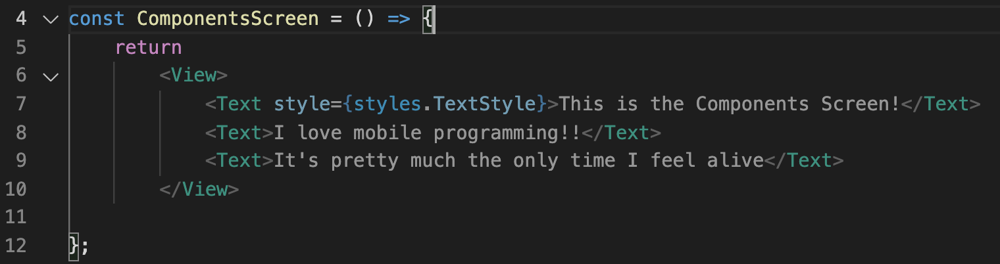 4 const ComponentsScreen = () => {
5 return
6 <View>
7 <Text style={styles.TextStyle}>This is the Components Screen!</Text>
8 <Text>I love mobile programming!!</Text>
9 <Text>It's pretty much the only time I feel alive</Text>
10 </View>
11
12 };